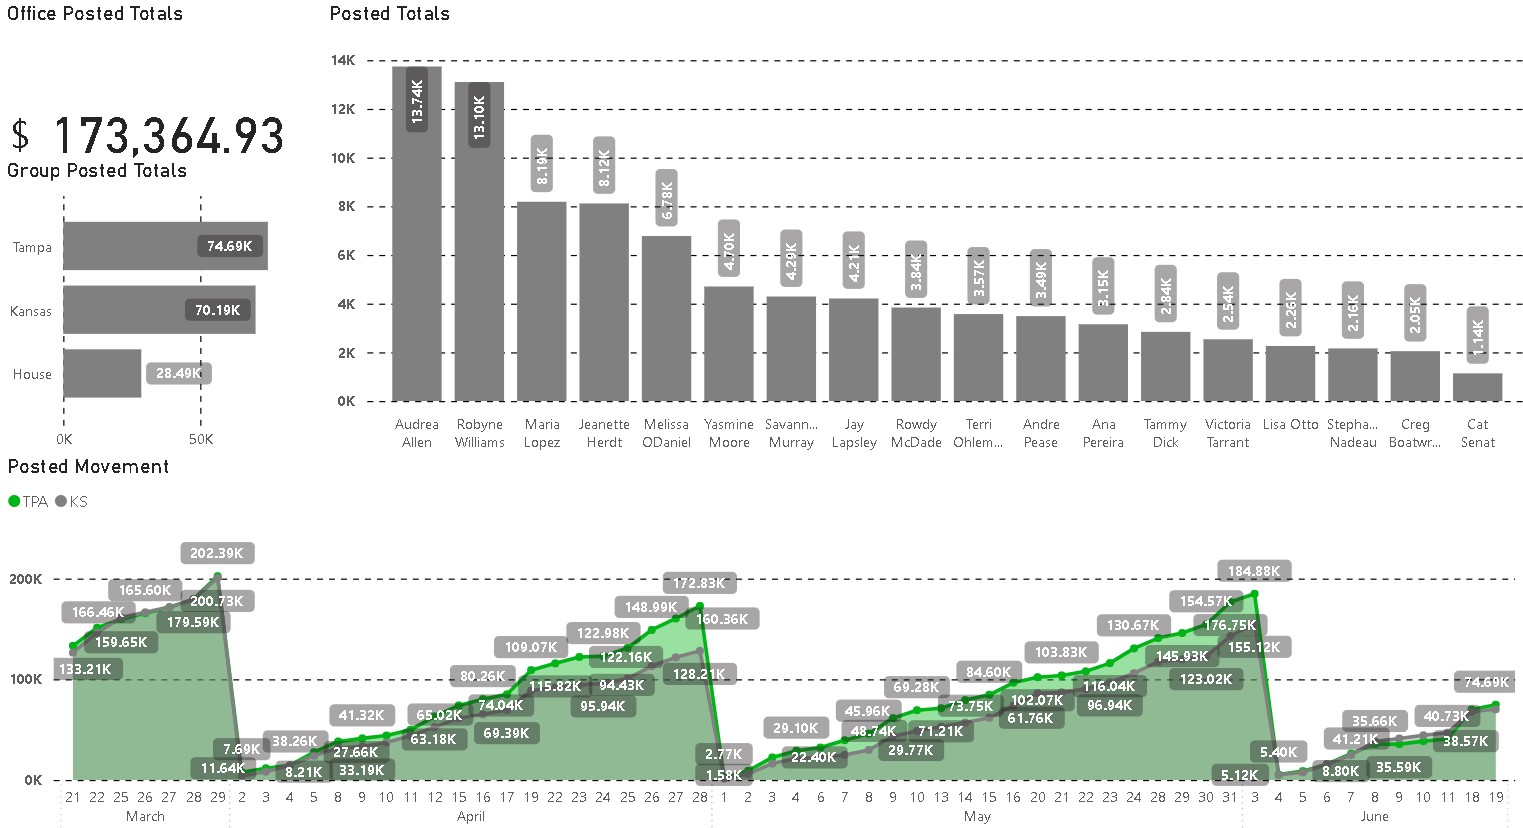 Office Posted Totals
$ 173,364.93
Group Posted Totals
Tampa 74.69K
Kansas 70.19K
House 28.49K
0K 50K
Posted Totals
14K
12K
10K
8K
6K
4K
2K
0K
13.74K 13.10K 8.19K 8.12K 6.78K 4.70K 4.29K 4.21K 3.84K 3.57K 3.49K 3.15K 2.84K 2.54K 2.26K 2.16K 2.05K 1.14K
Audrea Robyne Maria Jeanette Melissa Yasmine Savann... Jay Rowdy Terri Andre Ana Tammy Victoria Lisa Otto Stepha... Creg Cat
Allen Williams Lopez Herdt ODaniel Moore Murray Lapsley McDade Ohlem... Pease Pereira Dick Tarrant Nadeau Boatwr... Senat
Posted Movement
TPA KS
200K
100K
0K
133.21K 166.46K 159.65K 165.60K 179.59K 200.73K 202.39K
11.64K 7.69K 38.26K 8.21K 27.66K 41.32K 33.19K 65.02K 63.18K 80.26K 74.04K 69.39K 109.07K 115.82K 122.98K 95.94K 94.43K 122.16K 148.99K 128.21K 172.83K 160.36K
2.77K 1.58K 29.10K 22.40K 45.96K 48.74K 29.77K 69.28K 71.21K 73.75K 84.60K 61.76K 102.07K 103.83K 96.94K 116.04K 130.67K 145.93K 123.02K 154.57K 176.75K
184.88K 155.12K 5.12K 5.40K 8.80K 41.21K 35.66K 35.59K 40.73K 38.57K 74.69K
21 22 25 26 27 28 29 2 3 4 5 8 9 10 11 12 15 16 17 19 22 23 24 25 26 27 28 1 2 3 4 6 7 8 9 10 13 14 15 16 20 21 22 23 24 28 29 30 31 3 4 5 6 7 8 9 10 11 18 19
March April May June